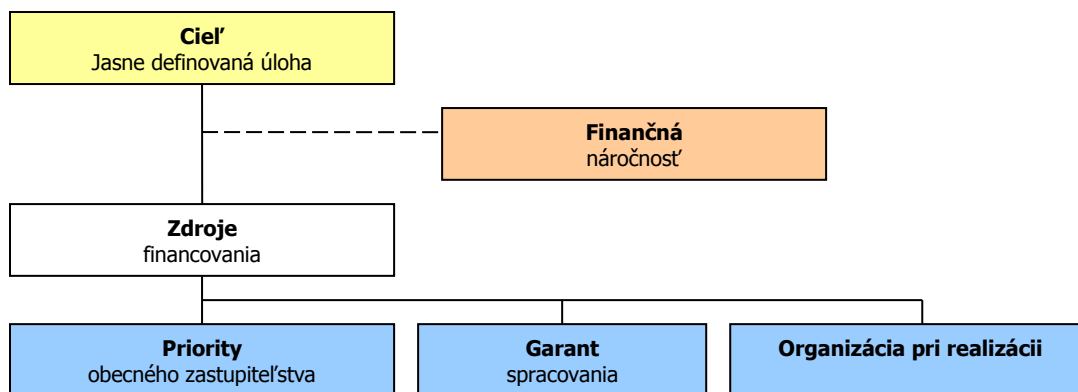 Cieľ
Jasne definovaná úloha
Finančná
náročnosť
Zdroje
financovania
Priority
obecného zastupiteľstva
Garant
spracovania
Organizácia pri realizácii